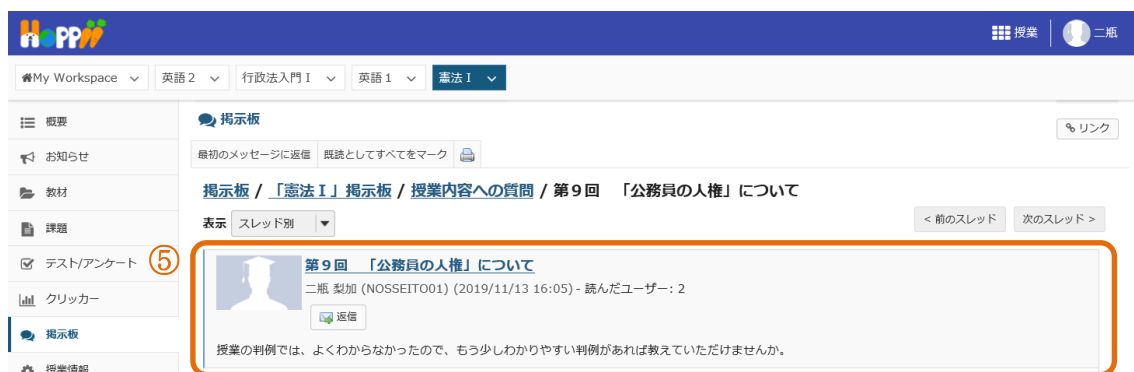 HoPPii
授業
二瓶
My Workspace
英語2
行政法入門 I
英語1
憲法 I
概要
お知らせ
教材
課題
テスト/アンケート
クリッカー
掲示板
授業情報
掲示板
リンク
最初のメッセージに返信 既読としてすべてをマーク
掲示板 / 「憲法 I 」掲示板 / 授業内容への質問 / 第9回 「公務員の人権」について
表示 スレッド別
< 前のスレッド
次のスレッド >
⑤
第9回 「公務員の人権」について
二瓶 梨加 (NOSSEITO01) (2019/11/13 16:05) - 読んだユーザー: 2
返信
授業の判例では、よくわからなかったので、もう少しわかりやすい判例があれば教えていただけませんか。